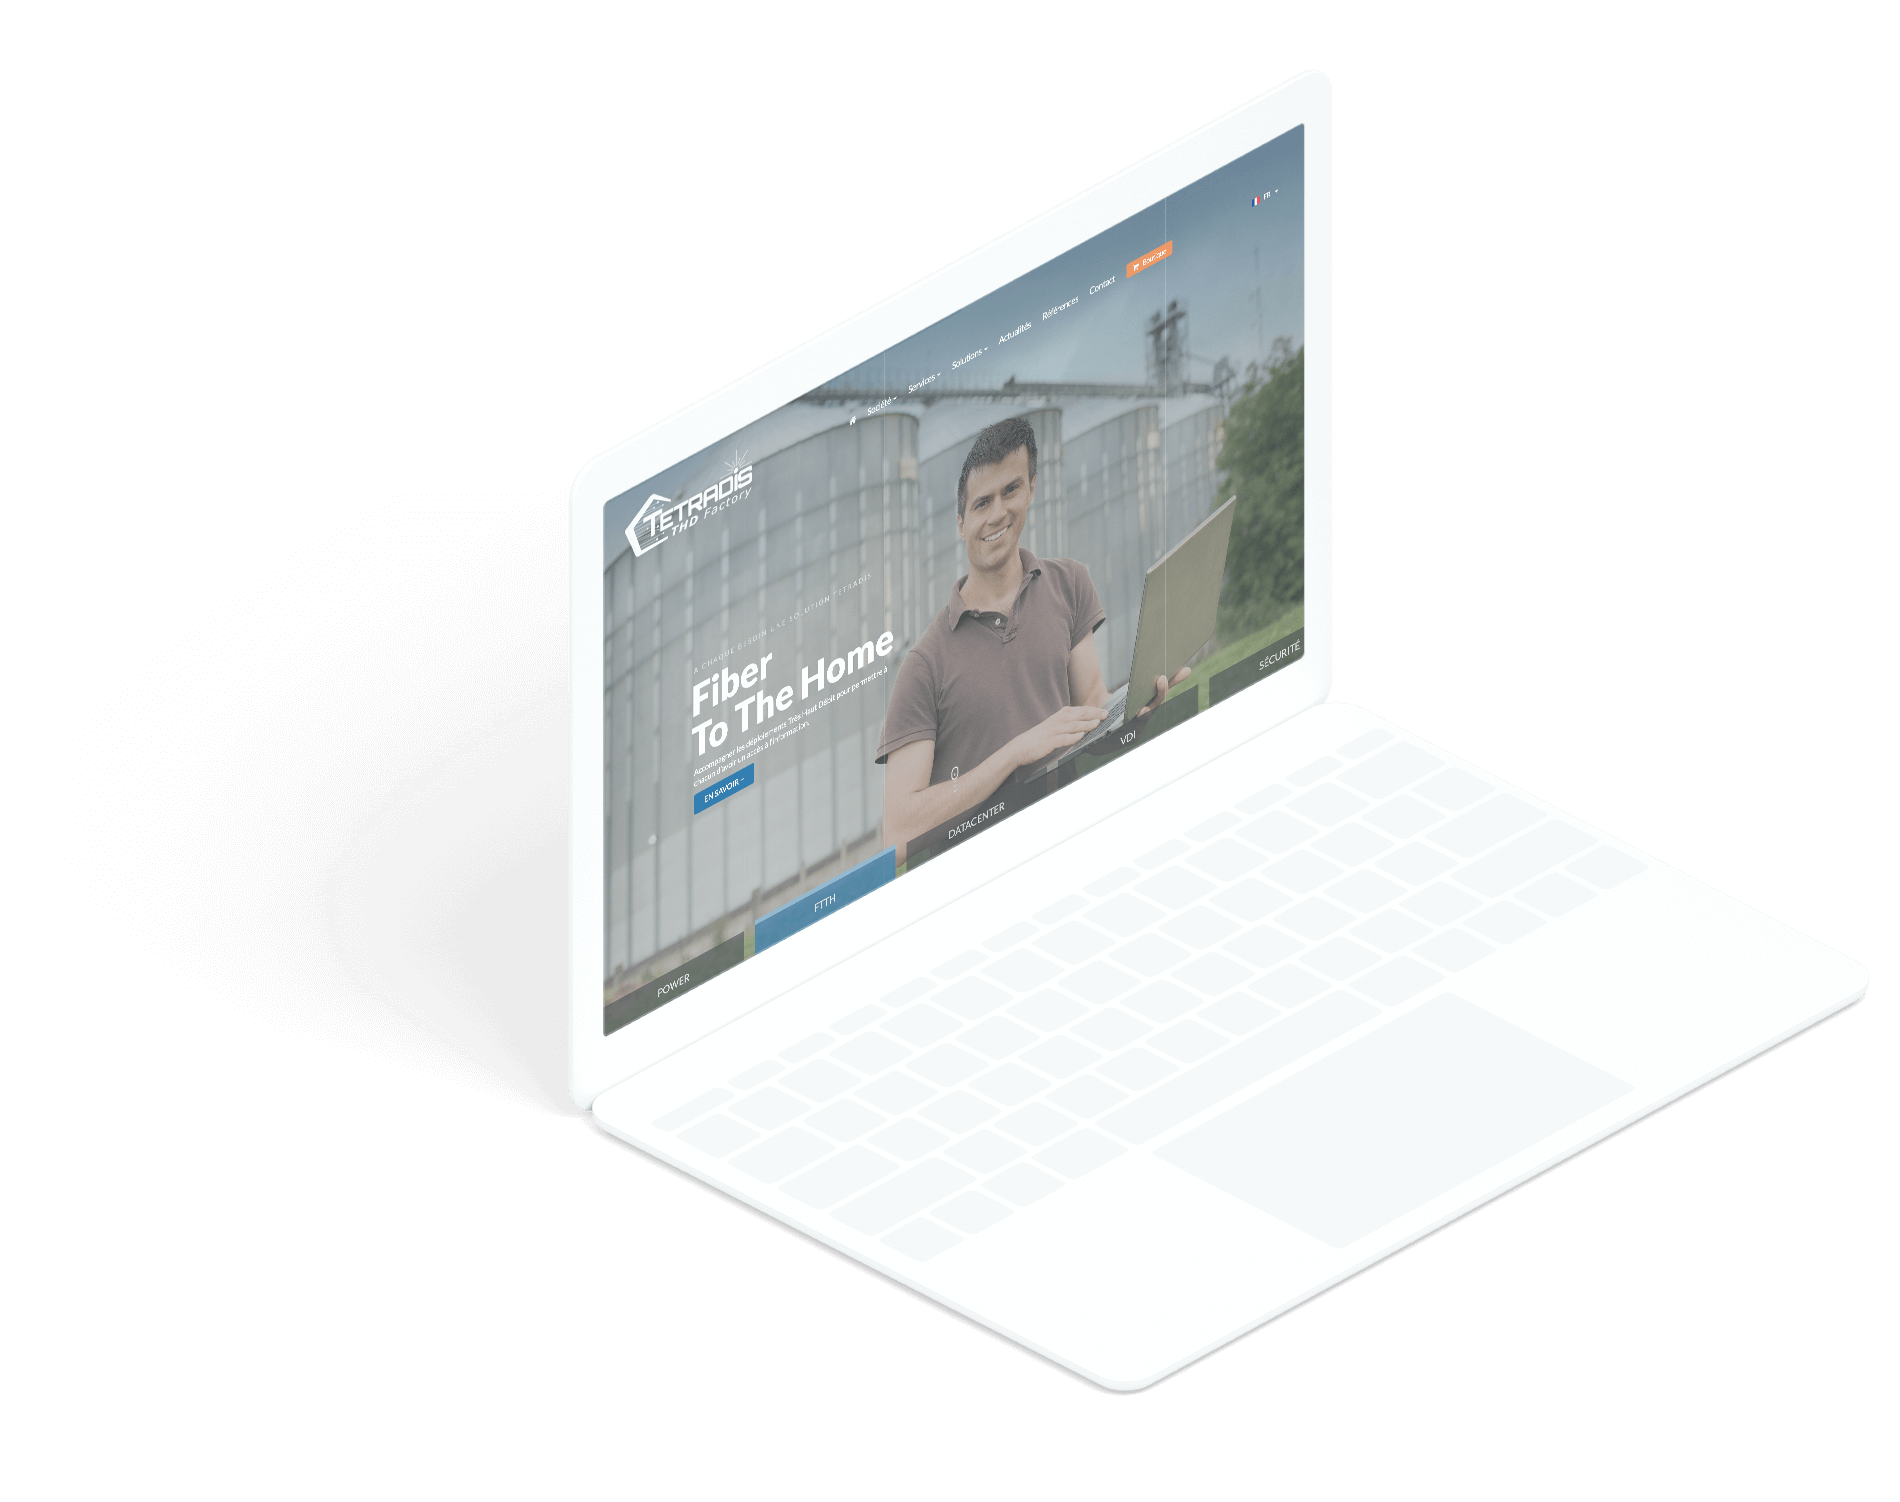 FR
Société
Services
Solutions
Actualités
Références
Contact
Boutique
TETRADIS
THD Factory
A CHAQUE BESOIN UNE SOLUTION TETRADIS
Fiber
To The Home
Accompagner les déploiements Très Haut Débit pour permettre à
chacun d'avoir un accès à l'information.
EN SAVOIR +
POWER
FTTH
DATACENTER
VDI
SÉCURITÉ